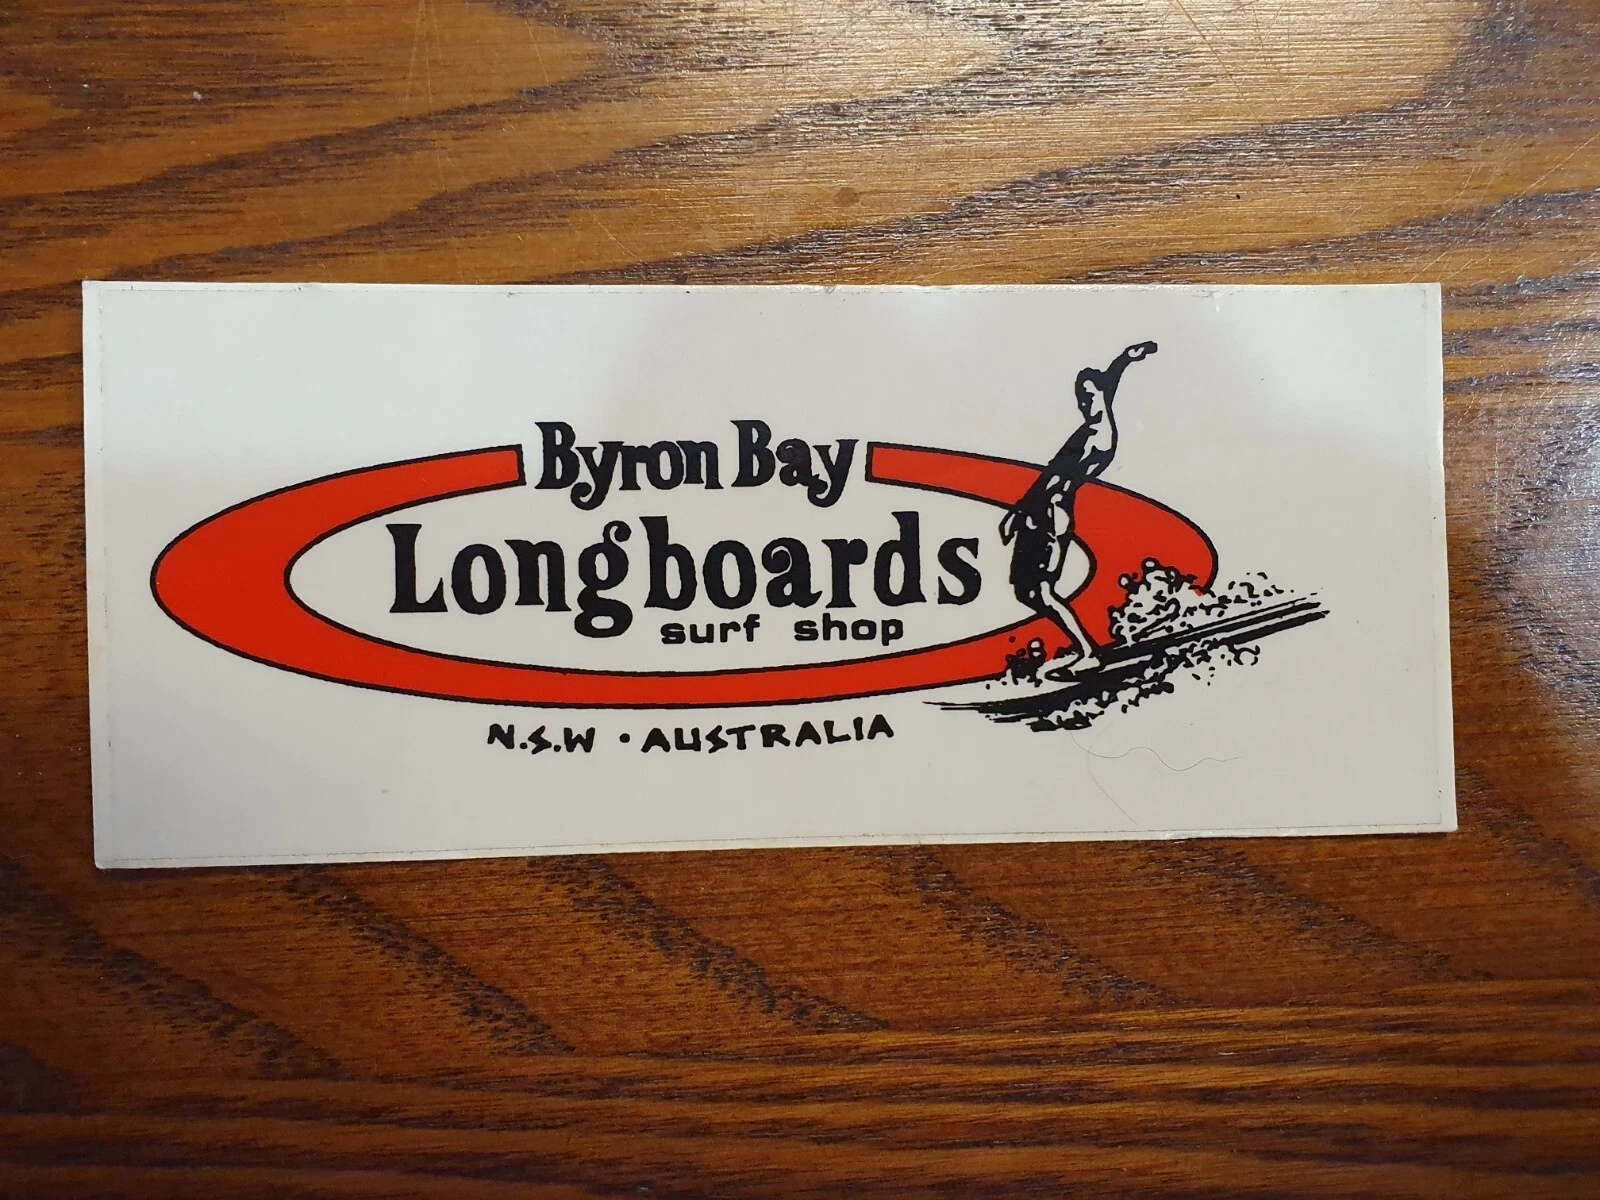 Byron Bay
Longboards
surf shop
N.S.W · AUSTRALIA